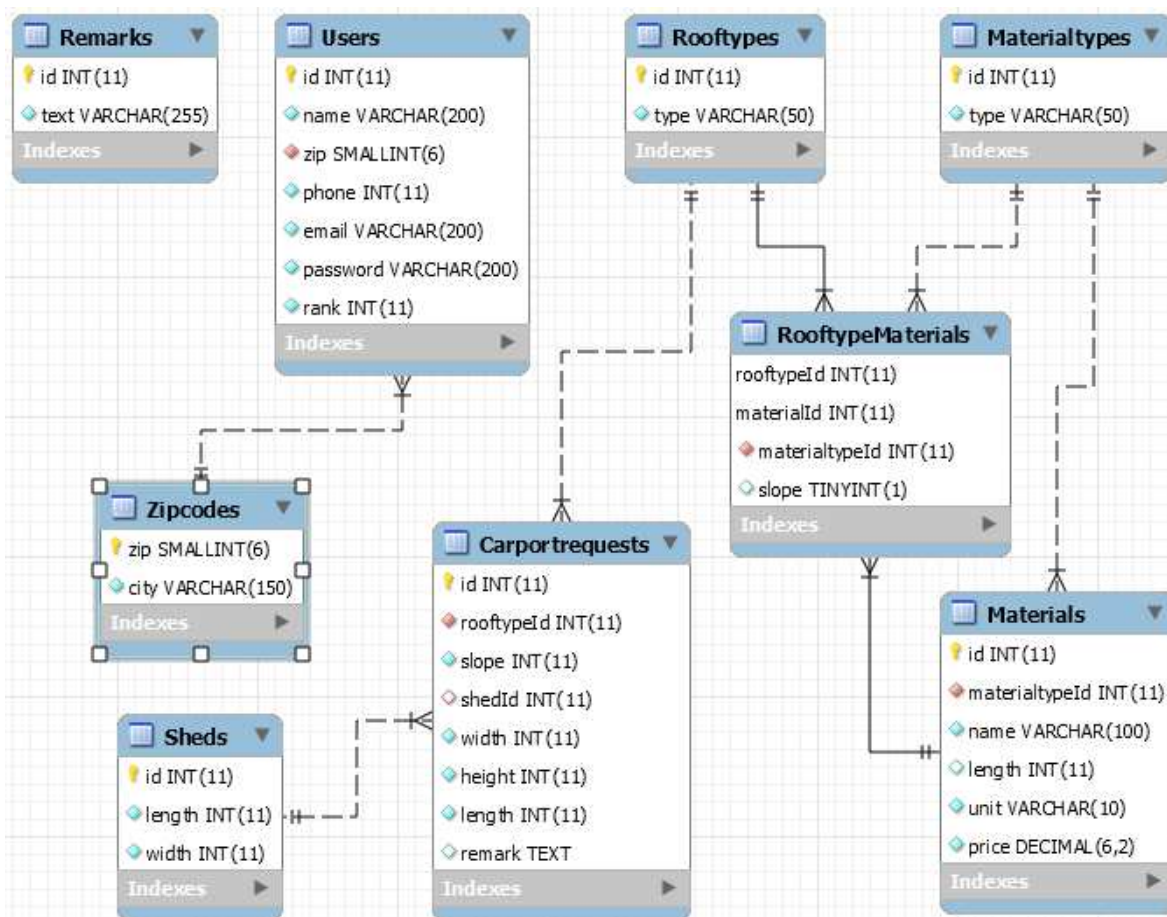 Remarks
id INT(11)
text VARCHAR(255)
Indexes
Users
id INT(11)
name VARCHAR(200)
zip SMALLINT(6)
phone INT(11)
email VARCHAR(200)
password VARCHAR(200)
rank INT(11)
Indexes
Rooftypes
id INT(11)
type VARCHAR(50)
Indexes
Materialtypes
id INT(11)
type VARCHAR(50)
Indexes
RooftypeMaterials
rooftypeId INT(11)
materialId INT(11)
materialtypeId INT(11)
slope TINYINT(1)
Indexes
Zipcodes
zip SMALLINT(6)
city VARCHAR(150)
Indexes
Carportrequests
id INT(11)
rooftypeId INT(11)
slope INT(11)
shedId INT(11)
width INT(11)
height INT(11)
length INT(11)
remark TEXT
Indexes
Materials
id INT(11)
materialtypeId INT(11)
name VARCHAR(100)
length INT(11)
unit VARCHAR(10)
price DECIMAL(6,2)
Indexes
Sheds
id INT(11)
length INT(11)
width INT(11)
Indexes